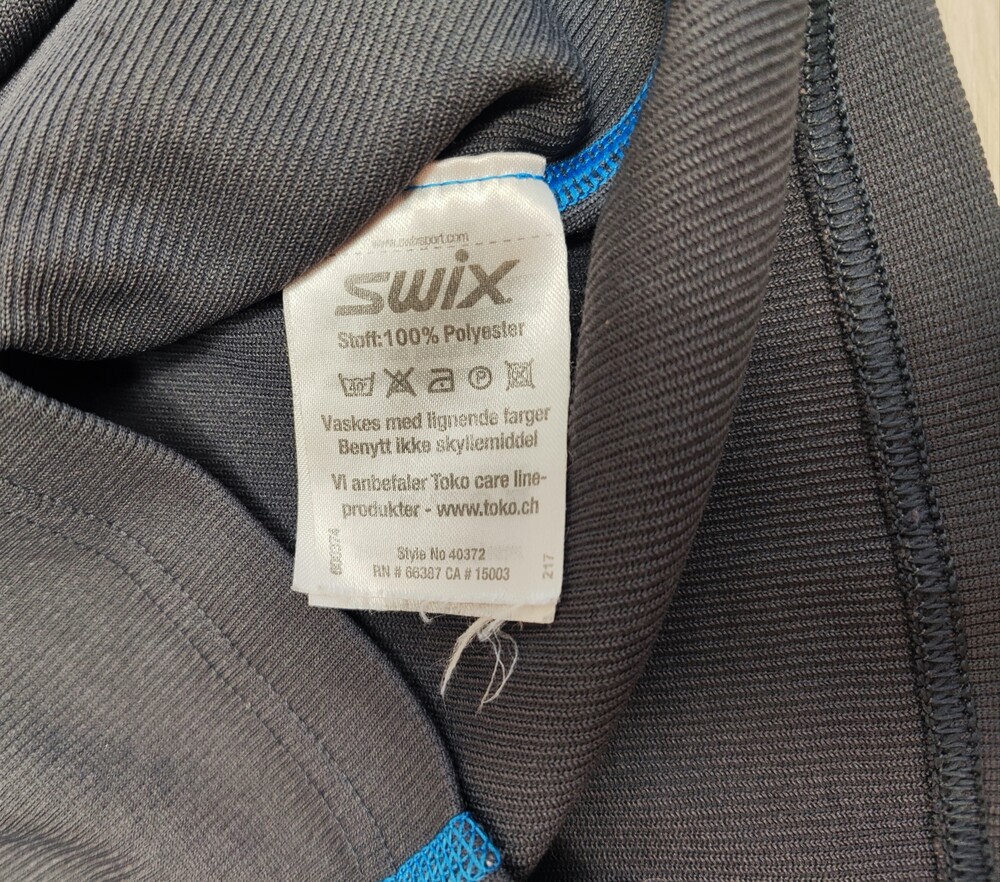 www.swixsport.com
SWIX
Stoff:100% Polyester
40° P
Vaskes med lignende farger
Benytt ikke skyllemiddel
Vi anbefaler Toko care line-
produkter - www.toko.ch
Style No 40372
RN # 66387 CA # 15003
217